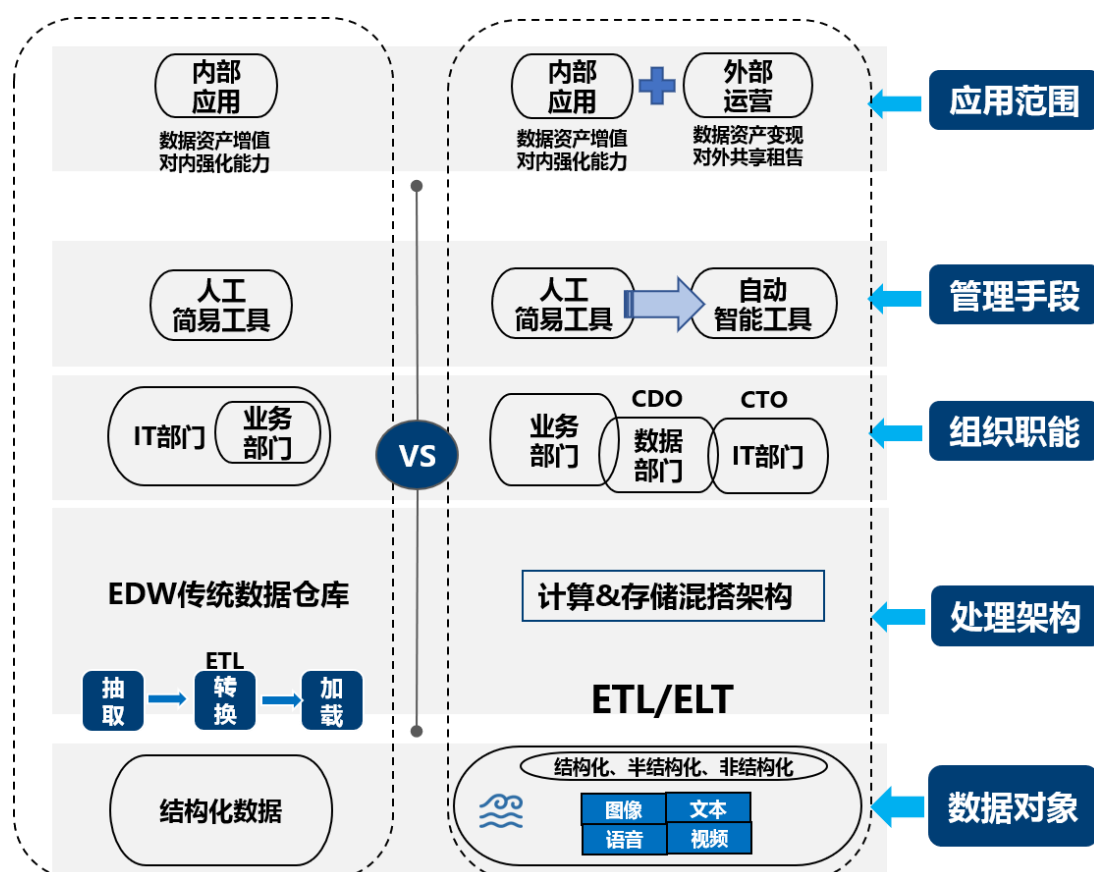 内部
应用
数据资产增值
对内强化能力
内部
应用
外部
运营
数据资产增值
对内强化能力
数据资产变现
对外共享租售
应用范围
人工
简易工具
人工
简易工具
自动
智能工具
管理手段
IT部门
业务
部门
VS
业务
部门
CDO
数据
部门
CTO
IT部门
组织职能
EDW传统数据仓库
ETL
抽
取
转
换
加
载
计算&存储混搭架构
ETL/ELT
处理架构
结构化数据
结构化、半结构化、非结构化
图像
文本
语音
视频
数据对象